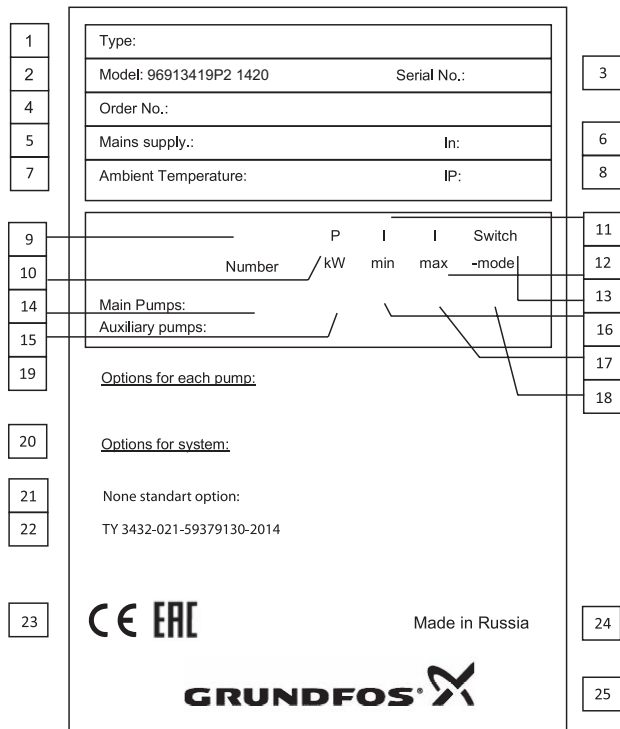 1 Type:
2 Model: 96913419P2 1420 Serial No.: 3
4 Order No.:
5 Mains supply.: In: 6
7 Ambient Temperature: IP: 8
9 P I I Switch 11
10 Number kW min max -mode 12
13
14 Main Pumps:
15 Auxiliary pumps: 16
17
19 Options for each pump:
18
20 Options for system:
21 None standart option:
22 TY 3432-021-59379130-2014
23 CE EAC Made in Russia 24
GRUNDFOS 25